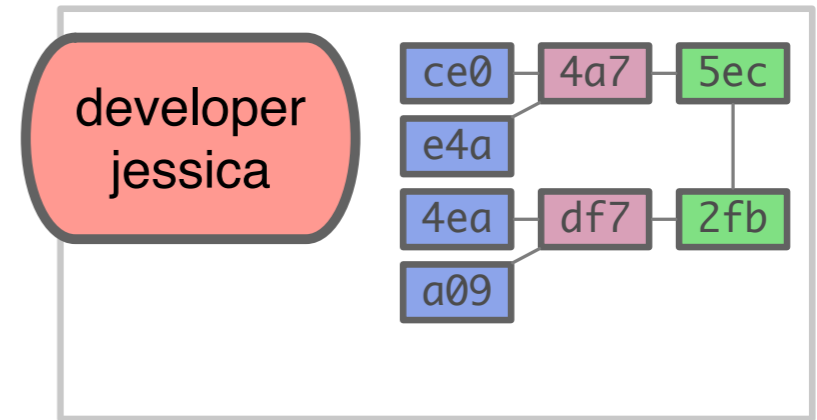 developer
jessica
ce0 4a7 5ec
e4a
4ea df7 2fb
a09